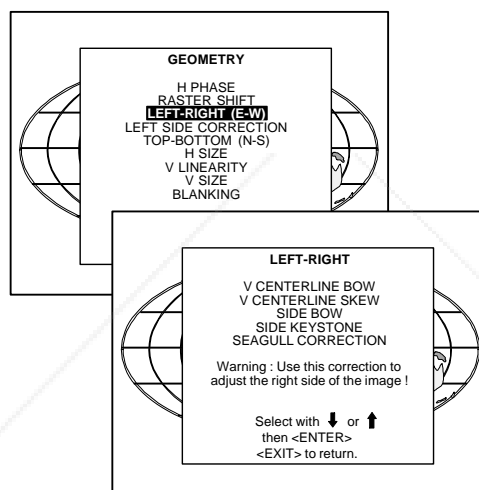 GEOMETRY
H PHASE
RASTER SHIFT
LEFT-RIGHT (E-W)
LEFT SIDE CORRECTION
TOP-BOTTOM (N-S)
H SIZE
V LINEARITY
V SIZE
BLANKING
LEFT-RIGHT
V CENTERLINE BOW
V CENTERLINE SKEW
SIDE BOW
SIDE KEYSTONE
SEAGULL CORRECTION
Warning : Use this correction to
adjust the right side of the image !
Select with ⬇ or ⬆
then <ENTER>
<EXIT> to return.